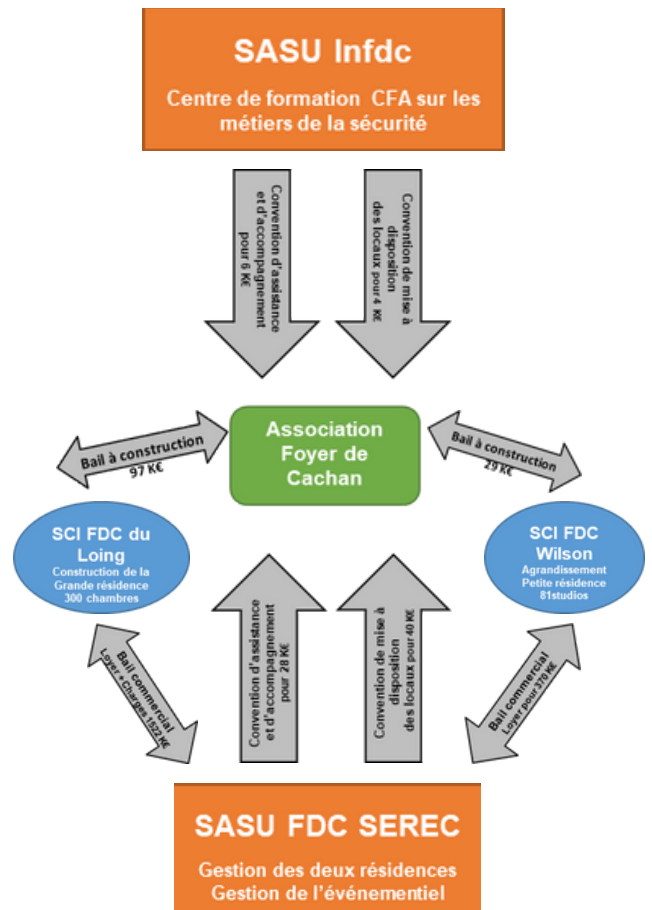 SASU Infdc
Centre de formation CFA sur les
métiers de la sécurité
Convention d'assistance
et d'accompagnement
pour 6 K€
Convention de mise à
disposition
des locaux pour 4 K€
Bail à construction
97 K€
Association
Foyer de
Cachan
Bail à construction
29 K€
SCI FDC du
Loing
Construction de la
Grande résidence
300 chambres
SCI FDC
Wilson
Agrandissement
Petite résidence
81studios
Bail commercial
Loyer + Charges 1522 K€
Convention d'assistance
et d'accompagnement
pour 28 K€
Convention de mise à
disposition
des locaux pour 40 K€
Bail commercial
Loyer pour 370 K€
SASU FDC SEREC
Gestion des deux résidences
Gestion de l'événementiel